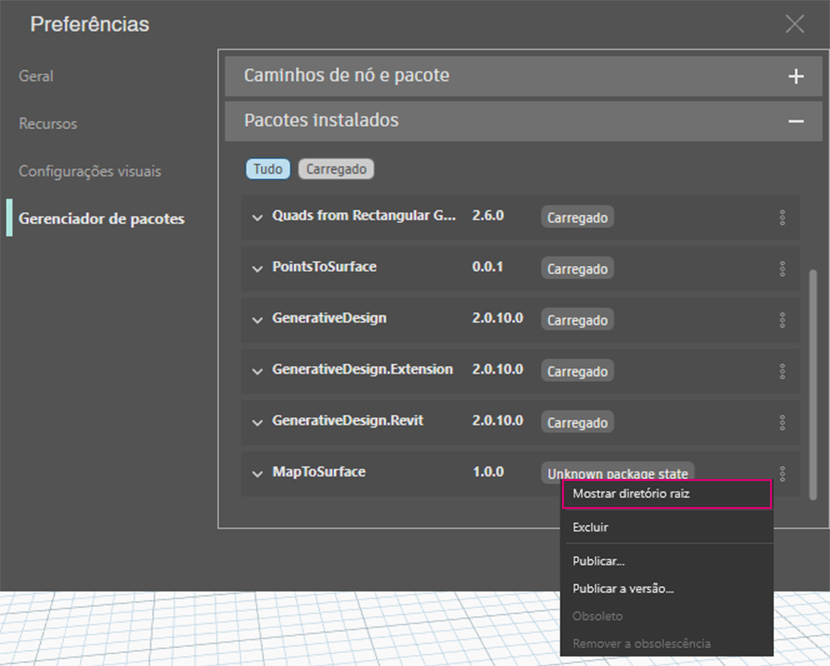 Preferências
Geral
Recursos
Configurações visuais
Gerenciador de pacotes
Caminhos de nó e pacote
Pacotes instalados
Tudo Carregado
Quads from Rectangular G... 2.6.0 Carregado
PointsToSurface 0.0.1 Carregado
GenerativeDesign 2.0.10.0 Carregado
GenerativeDesign.Extension 2.0.10.0 Carregado
GenerativeDesign.Revit 2.0.10.0 Carregado
MapToSurface 1.0.0 Unknown package state
Mostrar diretório raiz
Excluir
Publicar...
Publicar a versão...
Obsoleto
Remover a obsolescência